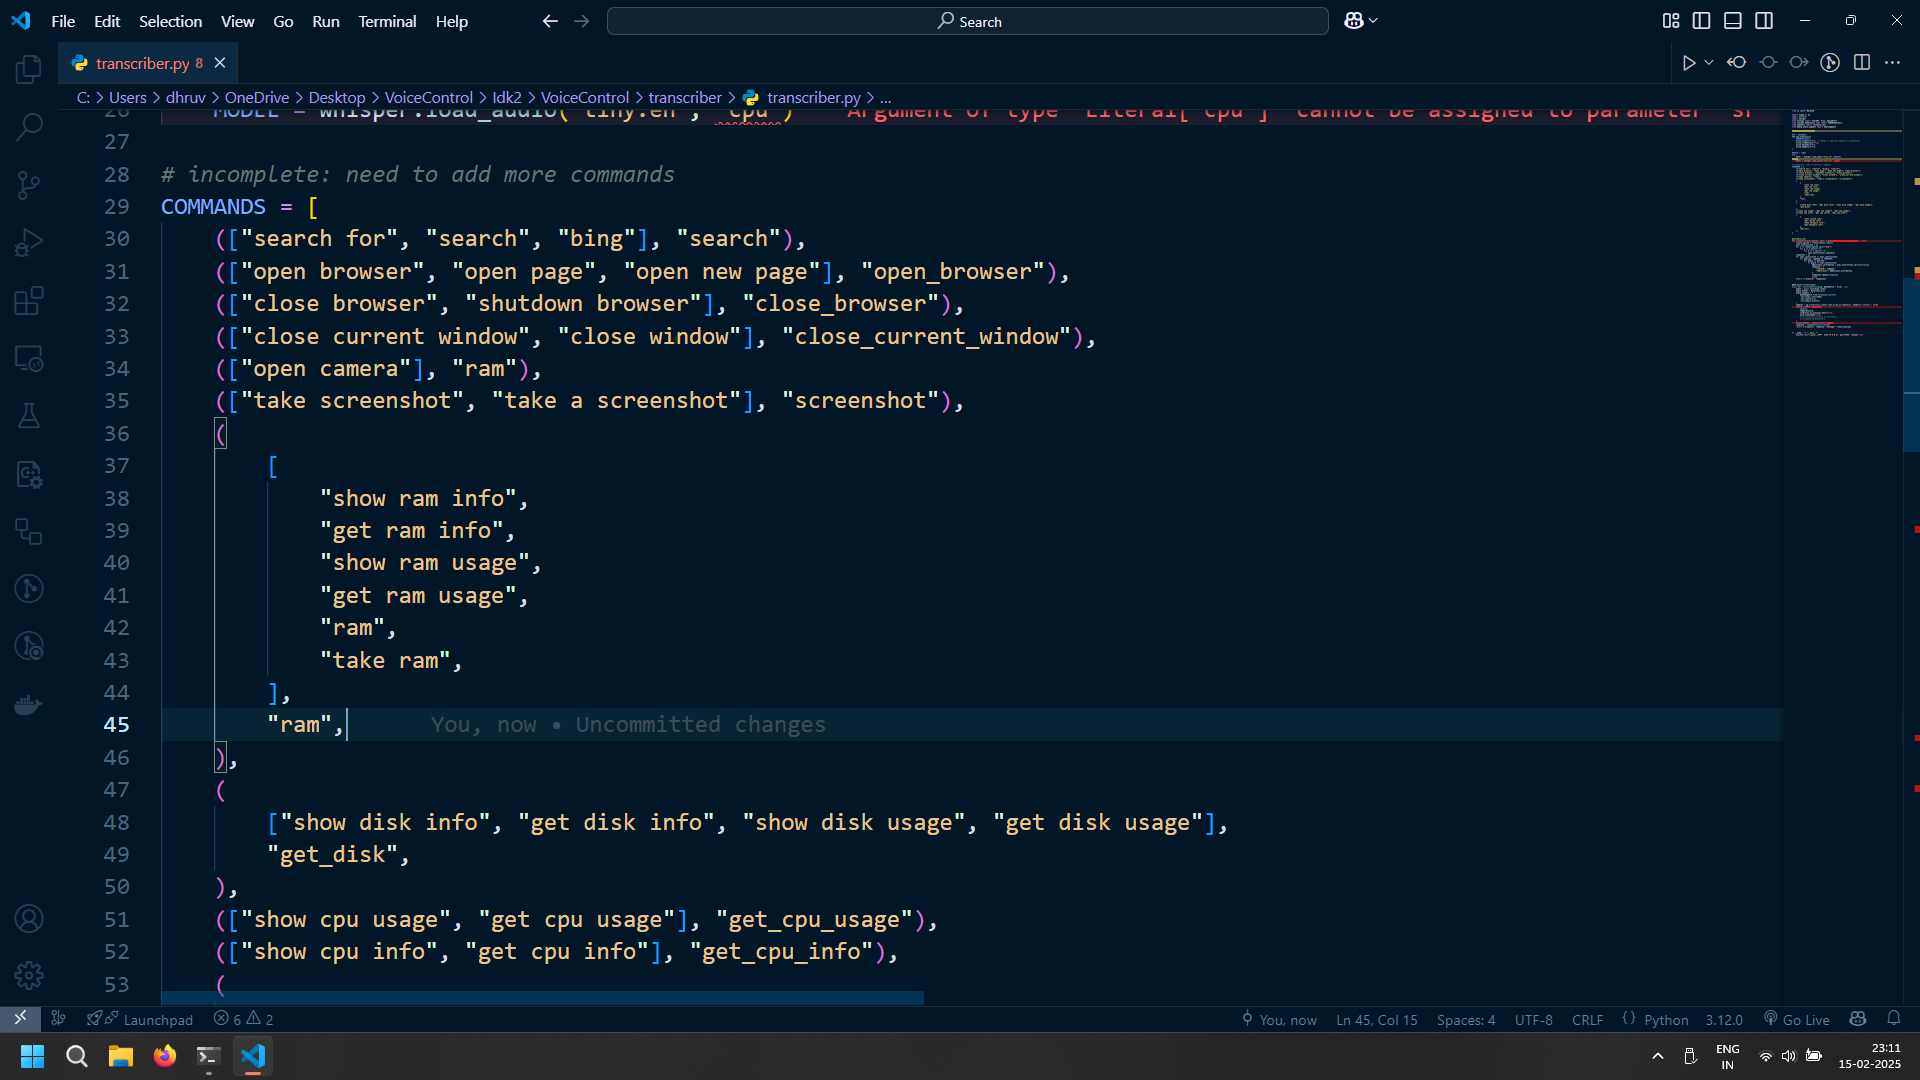 File Edit Selection View Go Run Terminal Help Search
transcriber.py 8
C: > Users > dhruv > OneDrive > Desktop > VoiceControl > Idk2 > VoiceControl > transcriber > transcriber.py > ...
26 MODEL = whisper.load_audio("tiny.en", "cpu") Argument of type "Literal['cpu']" cannot be assigned to parameter "sr"
27
28 # incomplete: need to add more commands
29 COMMANDS = [
30 (["search for", "search", "bing"], "search"),
31 (["open browser", "open page", "open new page"], "open_browser"),
32 (["close browser", "shutdown browser"], "close_browser"),
33 (["close current window", "close window"], "close_current_window"),
34 (["open camera"], "ram"),
35 (["take screenshot", "take a screenshot"], "screenshot"),
36 (
37 [
38 "show ram info",
39 "get ram info",
40 "show ram usage",
41 "get ram usage",
42 "ram",
43 "take ram",
44 ],
45 "ram", You, now • Uncommitted changes
46 ),
47 (
48 ["show disk info", "get disk info", "show disk usage", "get disk usage"],
49 "get_disk",
50 ),
51 (["show cpu usage", "get cpu usage"], "get_cpu_usage"),
52 (["show cpu info", "get cpu info"], "get_cpu_info"),
53 (
Launchpad 6 2 You, now Ln 45, Col 15 Spaces: 4 UTF-8 CRLF {} Python 3.12.0 Go Live
ENG 23:11
IN 15-02-2025